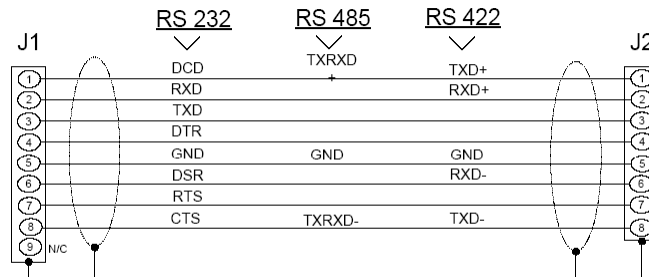 RS 232 RS 485 RS 422
J1 J2
DCD TXRXD + TXD+
1 1
RXD RXD+
2 2
TXD
3 3
DTR
4 4
GND GND GND
5 5
DSR RXD-
6 6
RTS
7 7
CTS TXRXD- TXD-
8 8
9 N/C